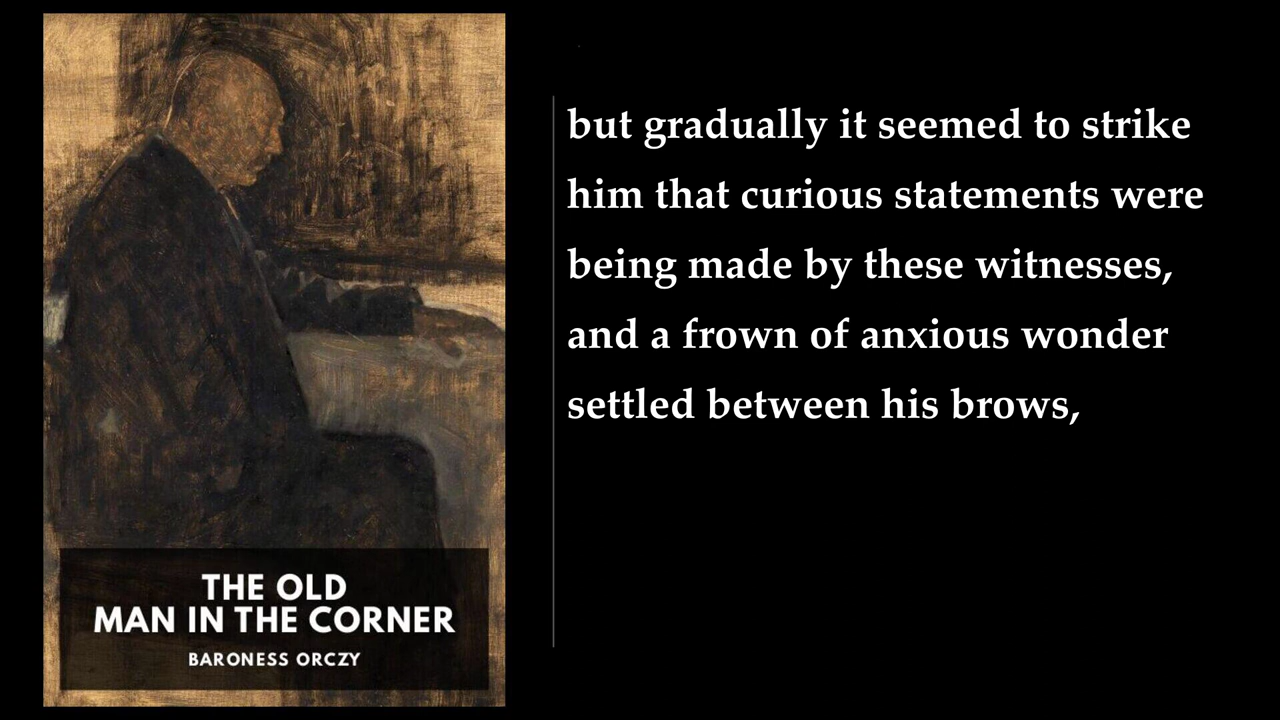 but gradually it seemed to strike
him that curious statements were
being made by these witnesses,
and a frown of anxious wonder
settled between his brows,
THE OLD
MAN IN THE CORNER
BARONESS ORCZY